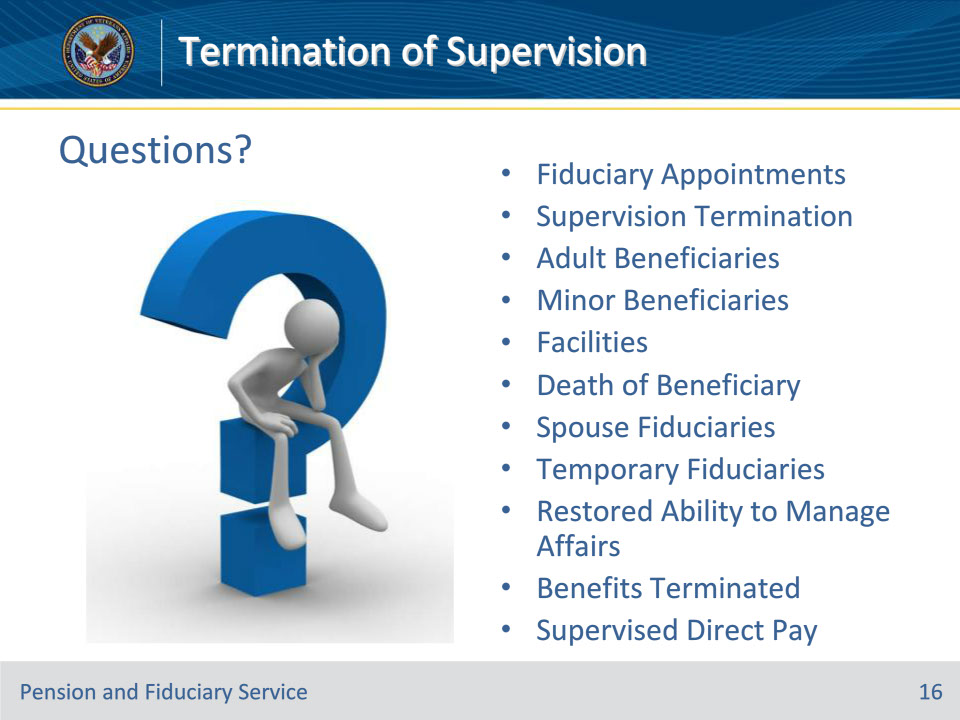 Termination of Supervision
Questions?
• Fiduciary Appointments
• Supervision Termination
• Adult Beneficiaries
• Minor Beneficiaries
• Facilities
• Death of Beneficiary
• Spouse Fiduciaries
• Temporary Fiduciaries
• Restored Ability to Manage
Affairs
• Benefits Terminated
• Supervised Direct Pay
Pension and Fiduciary Service
16